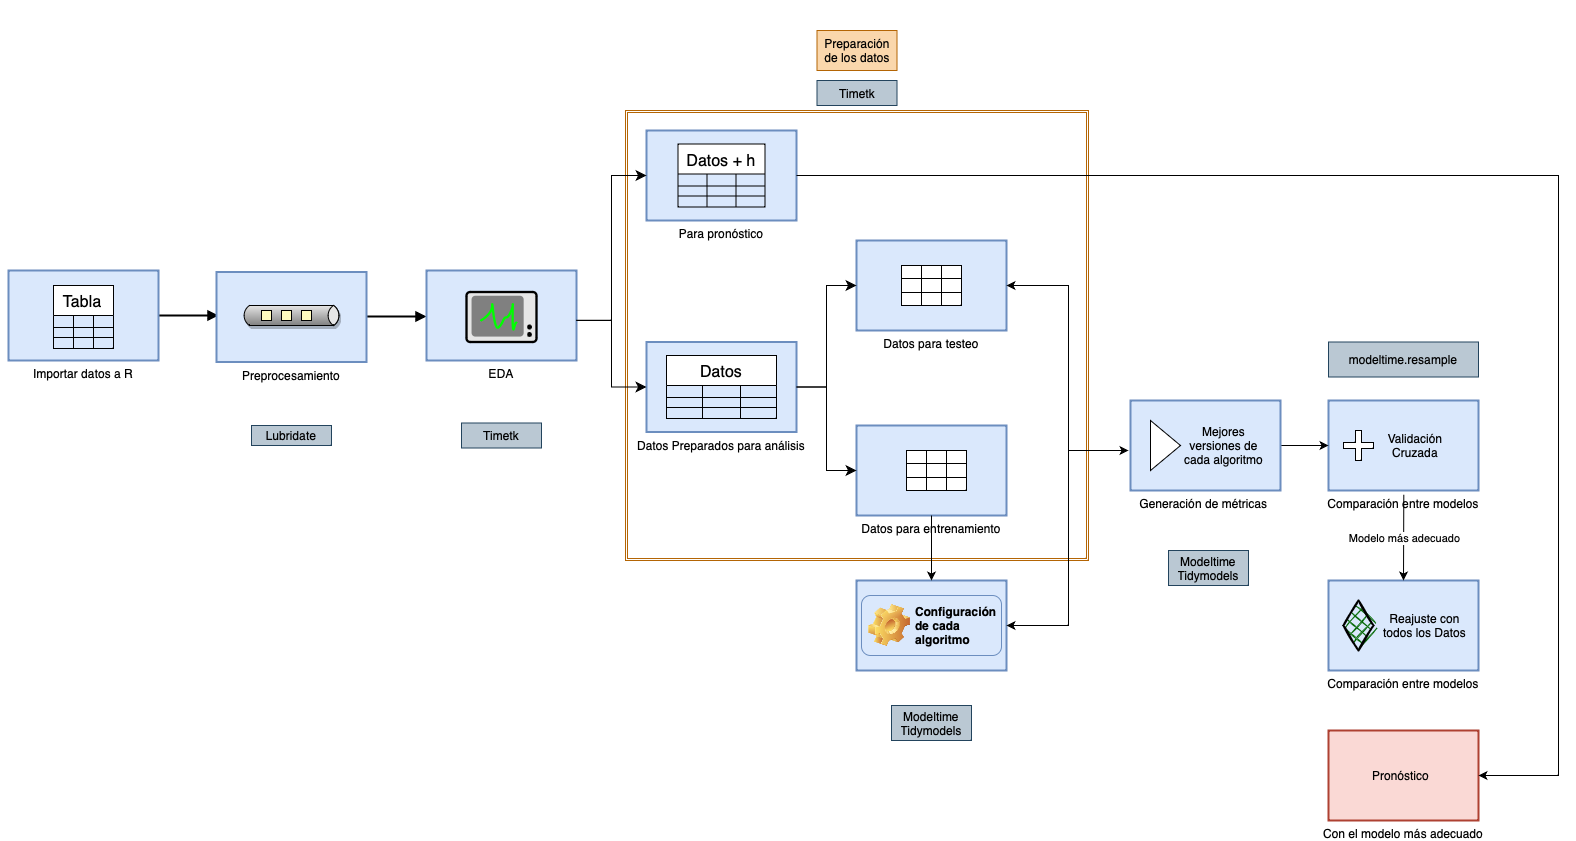 Preparación
de los datos
Timetk
Datos + h
Para pronóstico
Tabla
Importar datos a R
Preprocesamiento
Lubridate
EDA
Timetk
Datos
Datos Preparados para análisis
Datos para testeo
Datos para entrenamiento
Configuración
de cada
algoritmo
Modeltime
Tidymodels
Mejores
versiones de
cada algoritmo
Generación de métricas
Modeltime
Tidymodels
modeltime.resample
Validación
Cruzada
Comparación entre modelos
Modelo más adecuado
Reajuste con
todos los Datos
Comparación entre modelos
Pronóstico
Con el modelo más adecuado